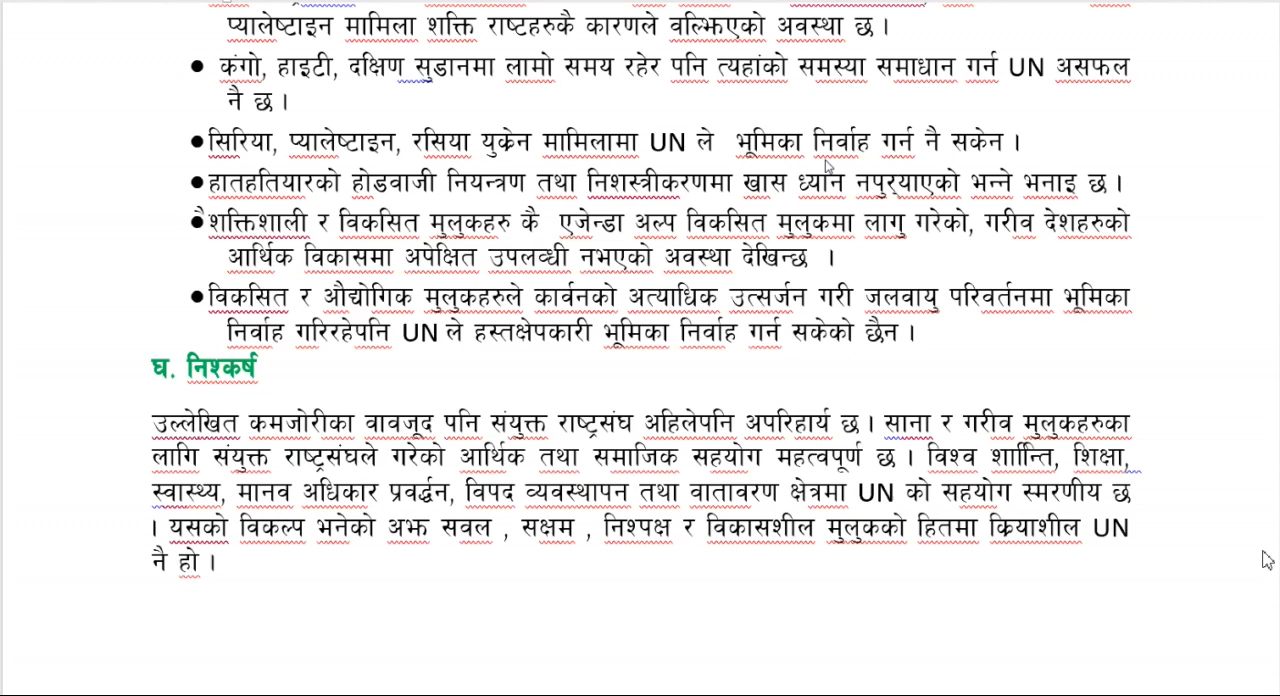 प्यालेष्टाइन मामिला शक्ति राष्टहरुकै कारणले वल्झिएको अवस्था छ ।
● कंगो, हाइटी, दक्षिण सुडानमा लामो समय रहेर पनि त्यहांको समस्या समाधान गर्न UN असफल
नै छ ।
● सिरिया, प्यालेष्टाइन, रसिया युक्रेन मामिलामा UN ले भूमिका निर्वाह गर्न नै सकेन ।
● हातहतियारको होडवाजी नियन्त्रण तथा निशस्त्रीकरणमा खास ध्यान नपुर्‍याएको भन्ने भनाइ छ ।
● शक्तिशाली र विकसित मुलुकहरु कै एजेन्डा अल्प विकसित मुलुकमा लागु गरेको, गरीव देशहरुको
आर्थिक विकासमा अपेक्षित उपलव्धी नभएको अवस्था देखिन्छ ।
● विकसित र औद्योगिक मुलुकहरुले कार्वनको अत्याधिक उत्सर्जन गरी जलवायु परिवर्तनमा भूमिका
निर्वाह गरिरहेपनि UN ले हस्तक्षेपकारी भूमिका निर्वाह गर्न सकेको छैन ।
घ. निश्कर्ष
उल्लेखित कमजोरीका वावजूद पनि संयुक्त राष्ट्रसंघ अहिलेपनि अपरिहार्य छ । साना र गरीव मुलुकहरुका
लागि संयुक्त राष्ट्रसंघले गरेको आर्थिक तथा समाजिक सहयोग महत्वपूर्ण छ । विश्व शार्रान्ति, शिक्षा,
स्वास्थ्य, मानव अधिकार प्रवर्द्धन, विपद व्यवस्थापन तथा वातावरण क्षेत्रमा UN को सहयोग स्मरणीय छ
। यसको विकल्प भनेको अझ सवल , सक्षम , निश्पक्ष र विकासशील मुलुकको हितमा क्रियाशील UN
नै हो ।